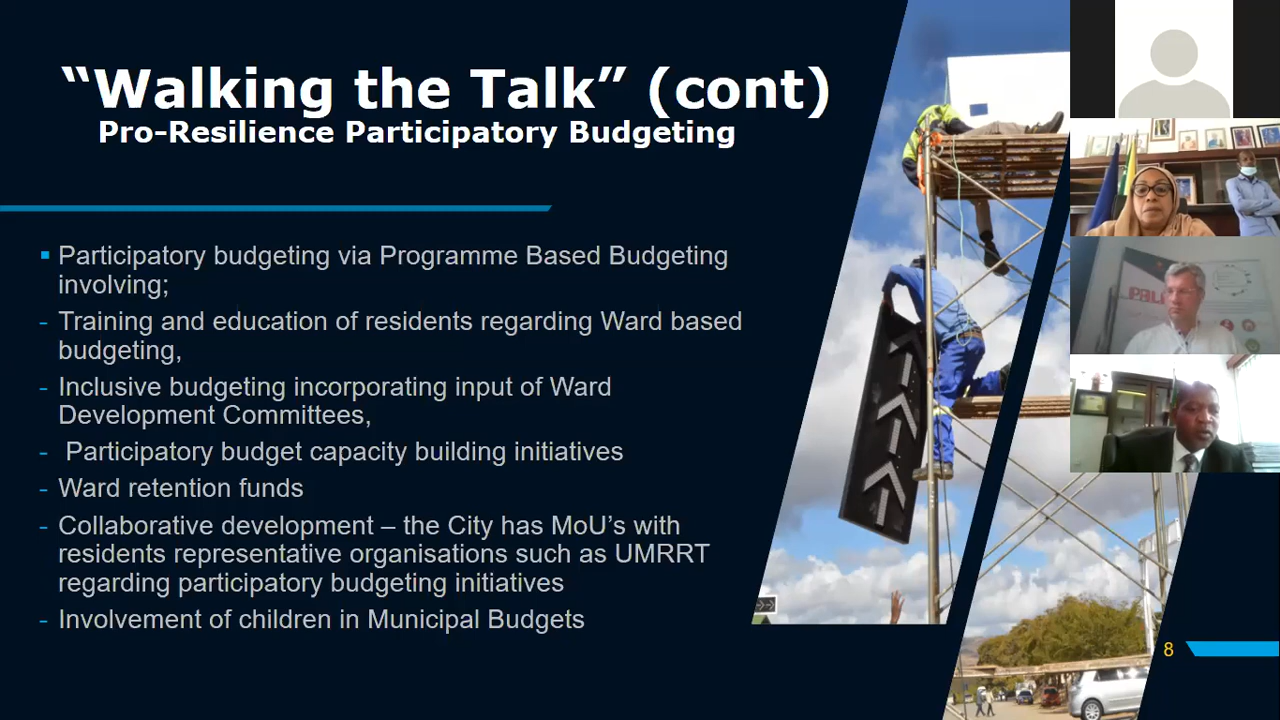 “Walking the Talk” (cont)
Pro-Resilience Participatory Budgeting
Participatory budgeting via Programme Based Budgeting
involving;
- Training and education of residents regarding Ward based
budgeting,
- Inclusive budgeting incorporating input of Ward
Development Committees,
- Participatory budget capacity building initiatives
- Ward retention funds
- Collaborative development – the City has MoU’s with
residents representative organisations such as UMRRT
regarding participatory budgeting initiatives
- Involvement of children in Municipal Budgets
8